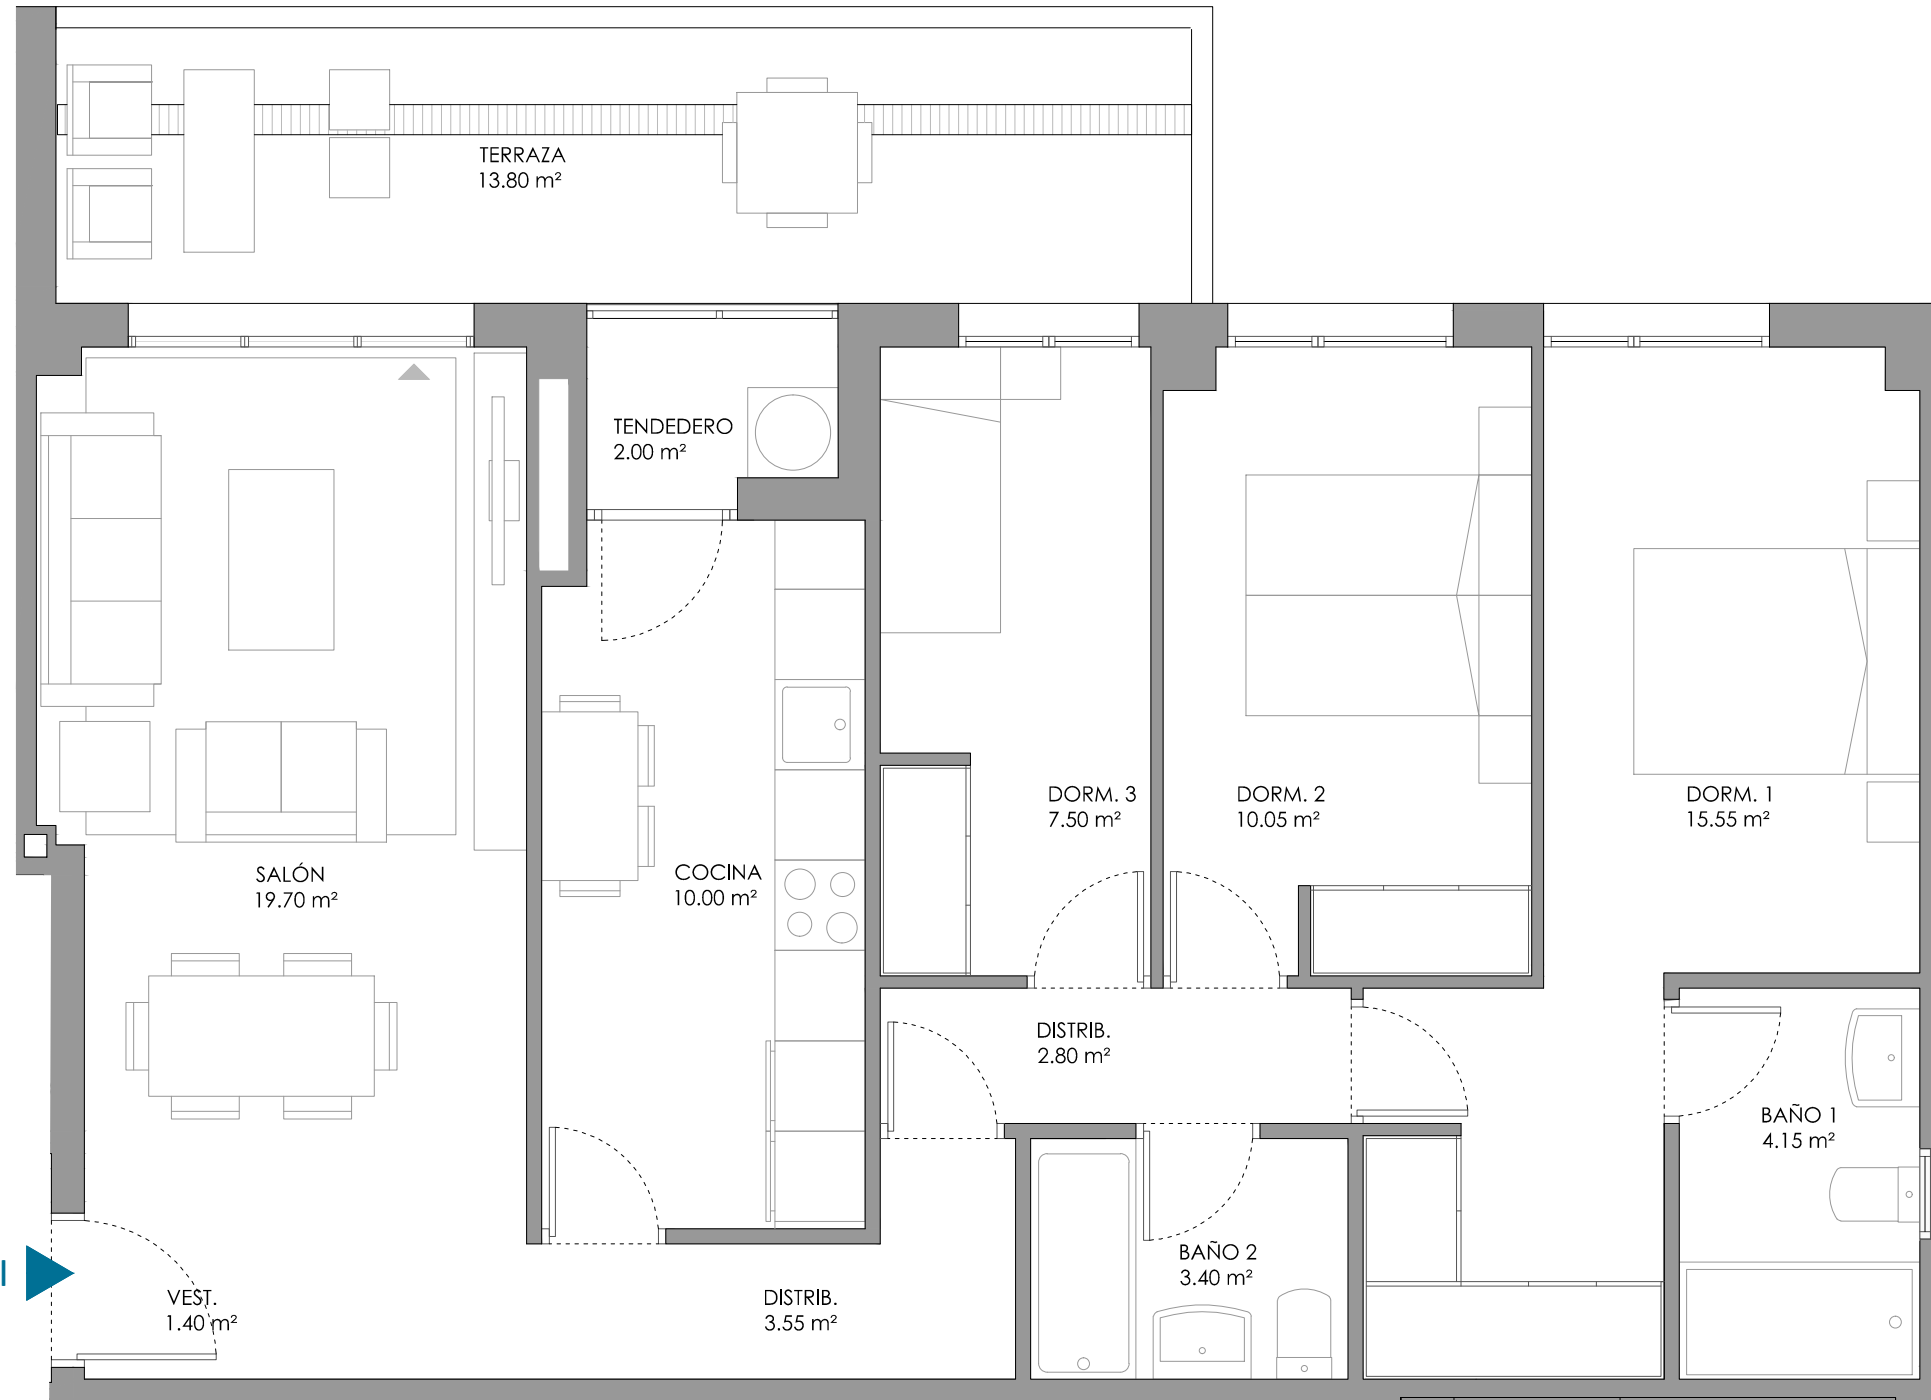 TERRAZA
13.80 m²
TENDEDERO
2.00 m²
DORM. 3
7.50 m²
DORM. 2
10.05 m²
DORM. 1
15.55 m²
SALÓN
19.70 m²
COCINA
10.00 m²
DISTRIB.
2.80 m²
BAÑO 1
4.15 m²
BAÑO 2
3.40 m²
VEST.
1.40 m²
DISTRIB.
3.55 m²